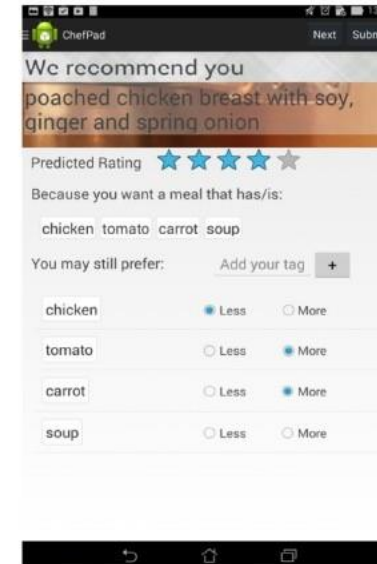 ChefPad Next Subm
We recommend you
poached chicken breast with soy,
ginger and spring onion
Predicted Rating
Because you want a meal that has/is:
chicken tomato carrot soup
You may still prefer: Add your tag +
chicken Less More
tomato Less More
carrot Less More
soup Less More